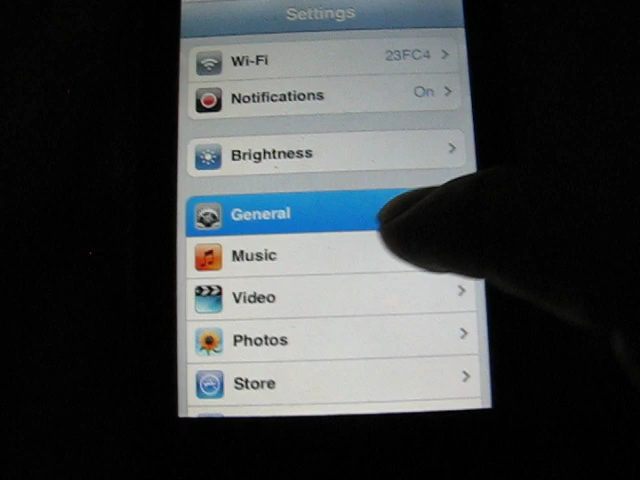 Settings
Wi-Fi 23FC4
Notifications On
Brightness
General
Music
Video
Photos
Store